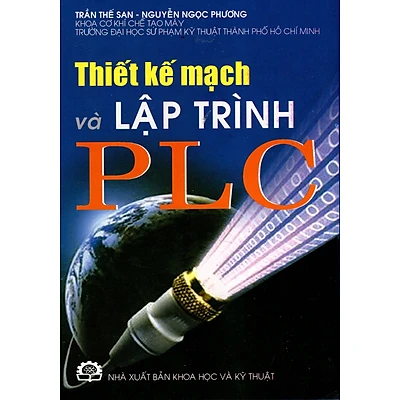 TRẦN THẾ SAN - NGUYỄN NGỌC PHƯƠNG
KHOA CƠ KHÍ CHẾ TẠO MÁY
TRƯỜNG ĐẠI HỌC SƯ PHẠM KỸ THUẬT THÀNH PHỐ HỒ CHÍ MINH
Thiết kế mạch
và LẬP TRÌNH
PLC
NHÀ XUẤT BẢN KHOA HỌC VÀ KỸ THUẬT